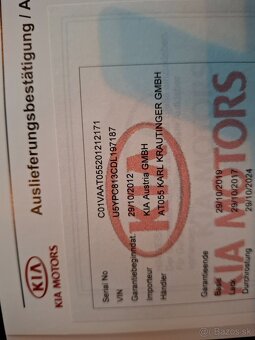 Auslieferungsbestätigung / A
KIA
KIA MOTORS
Serial No C01VAAT055201212171
VIN U5YPC813CDL197187
Garantiebeginndat 29/10/2012
Importeur KIA Austria GMBH
Händler AT055 KARL KRAUTINGER GMBH
Garantieende
Basis 29/10/2019
Lack 29/10/2017
Durchrostung 29/10/2024
KIA
KIA MOTORS
Bazos.sk